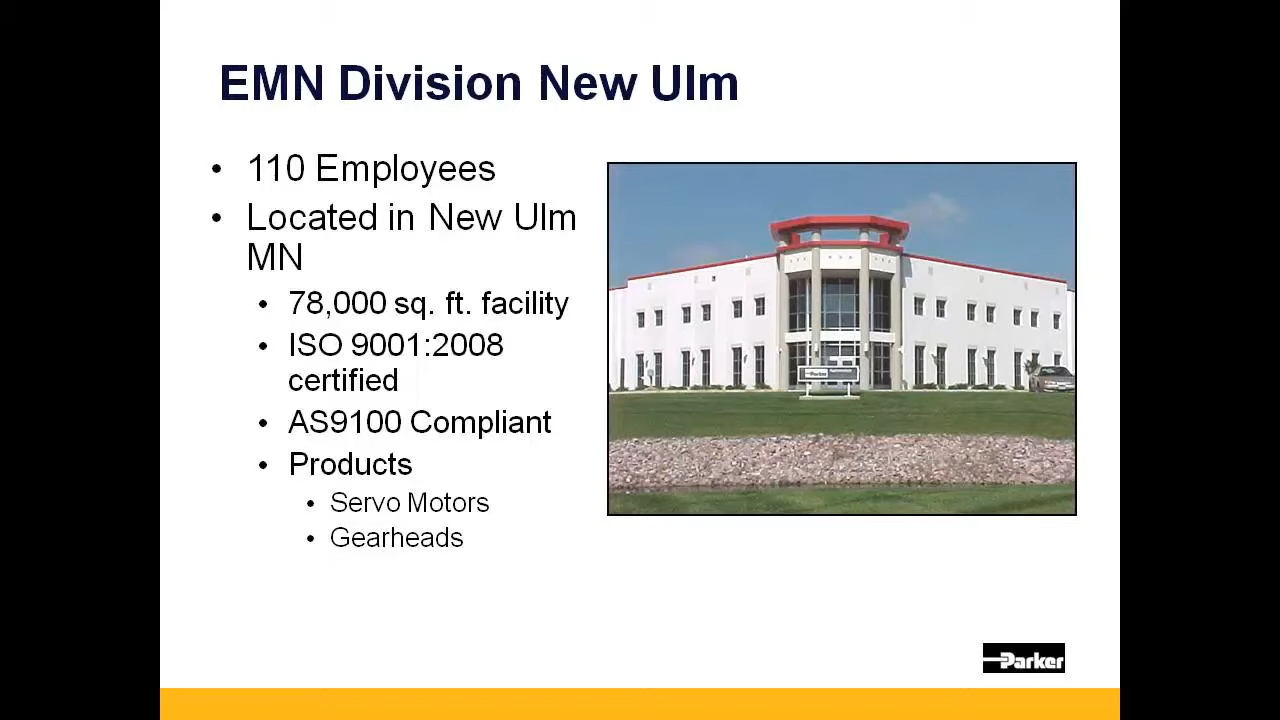 EMN Division New Ulm
• 110 Employees
• Located in New Ulm
MN
• 78,000 sq. ft. facility
• ISO 9001:2008
certified
• AS9100 Compliant
• Products
• Servo Motors
• Gearheads
Parker
Parker